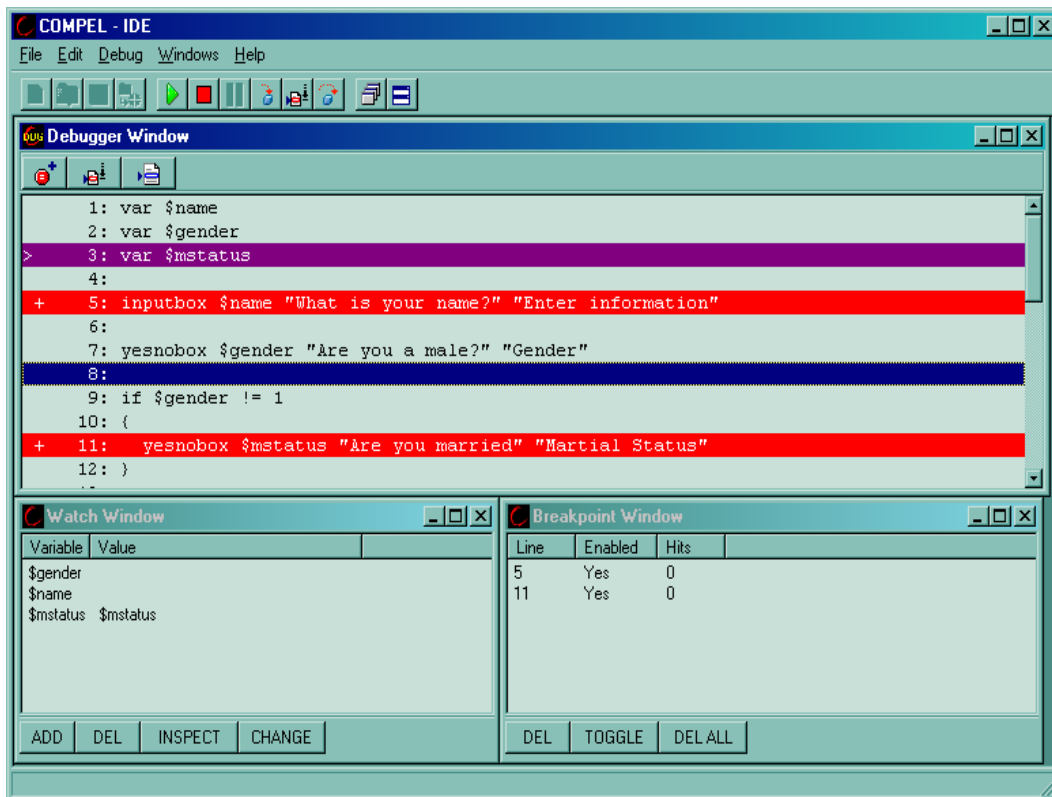 COMPEL - IDE
File Edit Debug Windows Help
BUG Debugger Window
1: var $name
2: var $gender
> 3: var $mstatus
4:
+ 5: inputbox $name "What is your name?" "Enter information"
6:
7: yesnobox $gender "Are you a male?" "Gender"
8:
9: if $gender != 1
10: {
+ 11: yesnobox $mstatus "Are you married" "Martial Status"
12: }
Watch Window
Variable Value
$gender
$name
$mstatus $mstatus
ADD DEL INSPECT CHANGE
Breakpoint Window
Line Enabled Hits
5 Yes 0
11 Yes 0
DEL TOGGLE DEL ALL